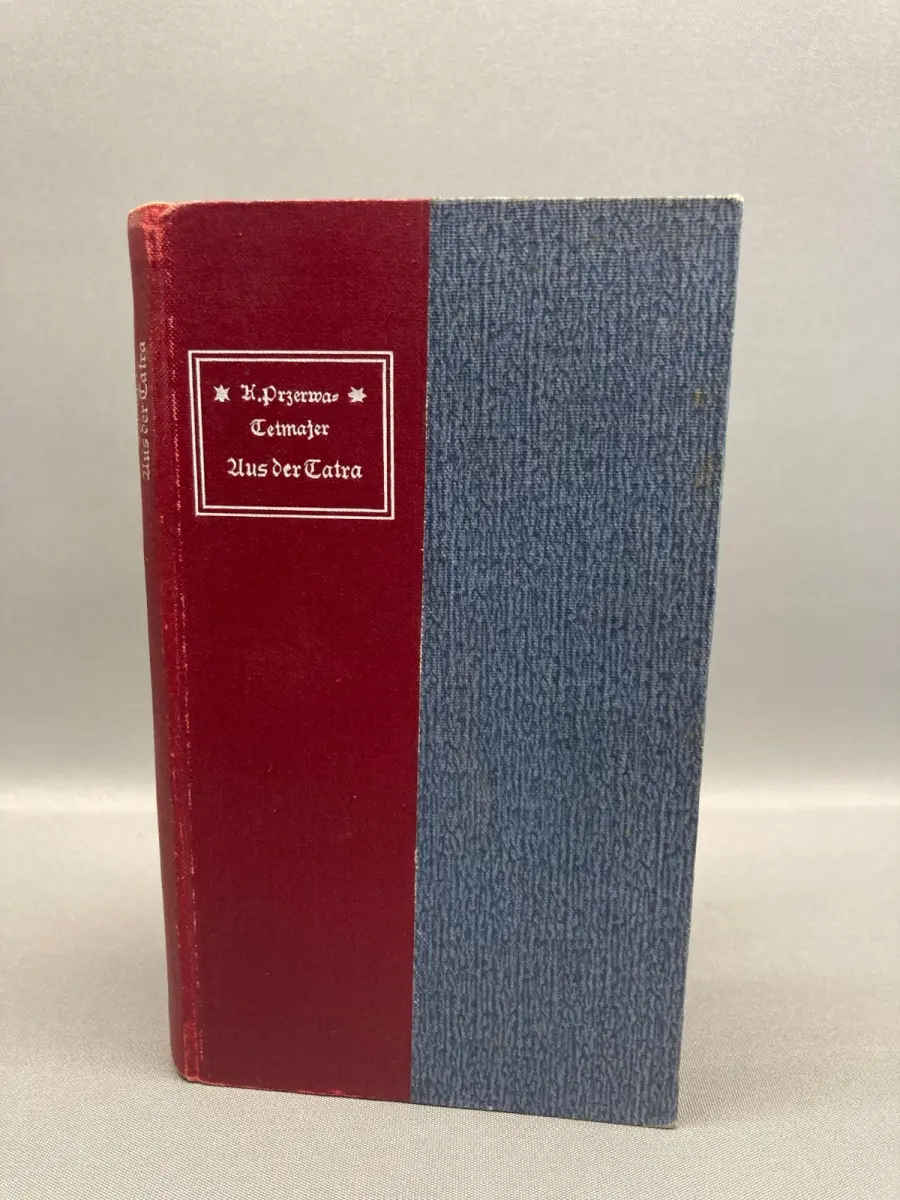 K. Przerwa-
Tetmajer
Aus der Tatra
Aus der Tatra